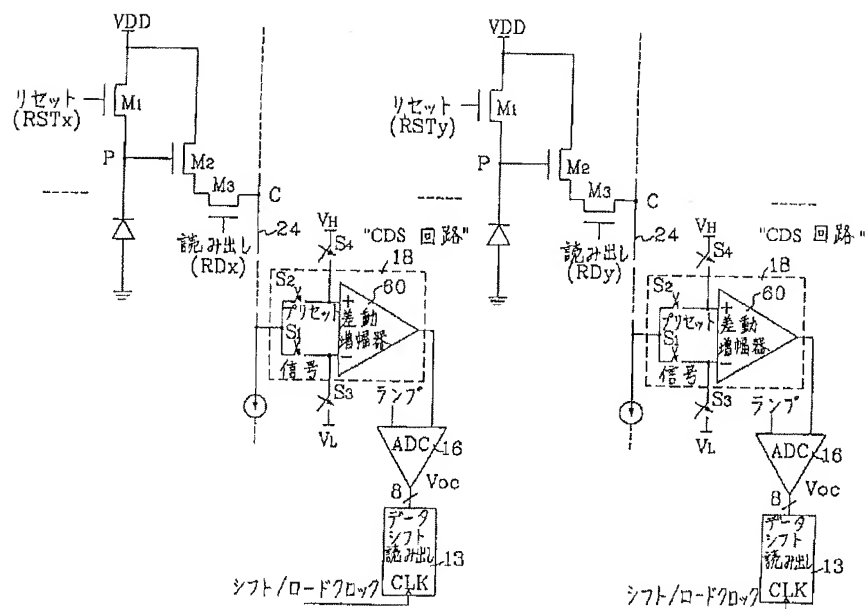 VDD
リセット
(RSTx)
M1
P
M2
M3
C
24
読み出し
(RDx)
VH
S4
"CDS 回路"
18
S2
60
プリセット
S1
+
差動
増幅器
−
信号
S3
VL
ランプ
ADC
16
8
Voc
データ
シフト
読み出し
13
シフト/ロードクロック
CLK
VDD
リセット
(RSTy)
M1
P
M2
M3
C
24
読み出し
(RDy)
VH
S4
"CDS 回路"
18
S2
60
プリセット
S1
+
差動
増幅器
−
信号
S3
VL
ランプ
ADC
16
8
Voc
データ
シフト
読み出し
13
シフト/ロードクロック
CLK